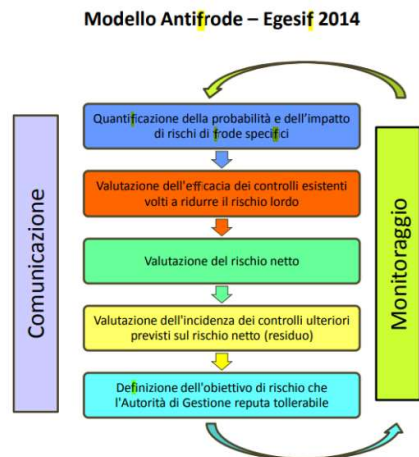 Modello Antifrode – Egesif 2014
Comunicazione
Quantificazione della probabilità e dell'impatto
di rischi di frode specifici
Valutazione dell'efficacia dei controlli esistenti
volti a ridurre il rischio lordo
Valutazione del rischio netto
Valutazione dell'incidenza dei controlli ulteriori
previsti sul rischio netto (residuo)
Definizione dell'obiettivo di rischio che
l'Autorità di Gestione reputa tollerabile
Monitoraggio